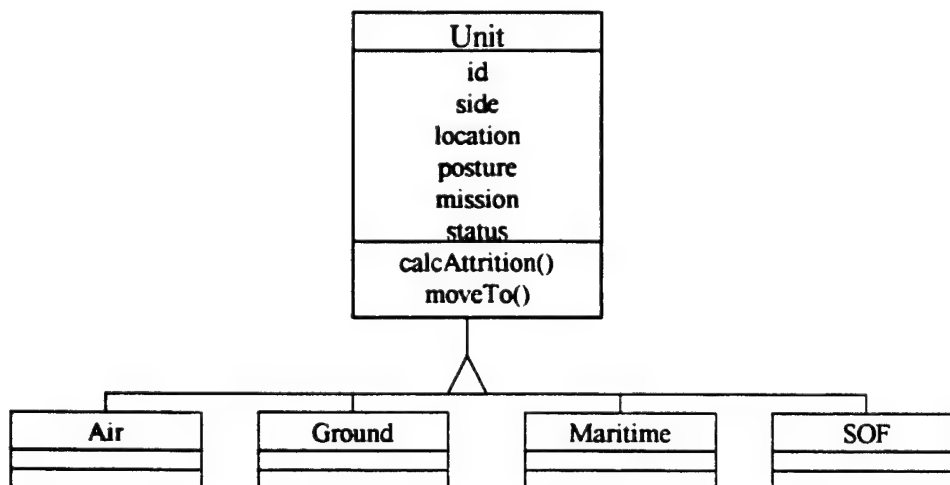 Unit
id
side
location
posture
mission
status
calcAttrition()
moveTo()
Air Ground Maritime SOF